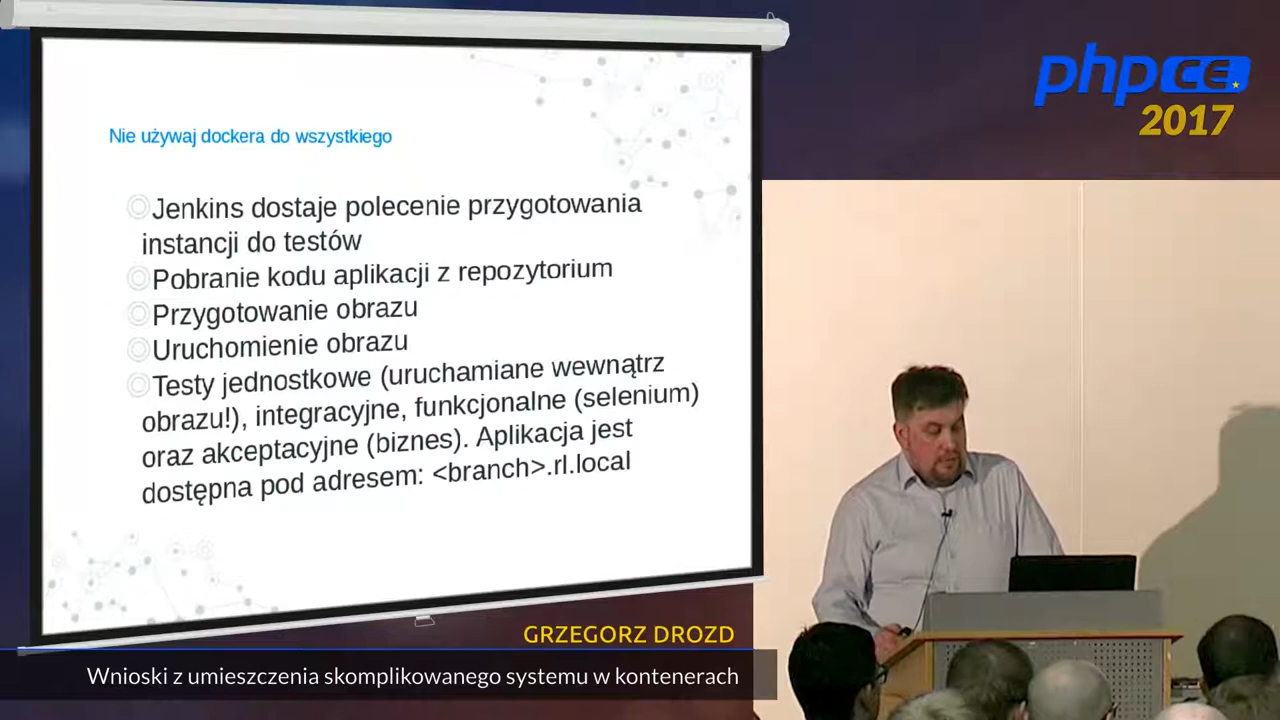 Nie używaj dockera do wszystkiego
Jenkins dostaje polecenie przygotowania
instancji do testów
Pobranie kodu aplikacji z repozytorium
Przygotowanie obrazu
Uruchomienie obrazu
Testy jednostkowe (uruchamiane wewnątrz
obrazu!), integracyjne, funkcjonalne (selenium)
oraz akceptacyjne (biznes). Aplikacja jest
dostępna pod adresem: <branch>.rl.local
phpCE
2017
GRZEGORZ DROZD
Wnioski z umieszczenia skomplikowanego systemu w kontenerach